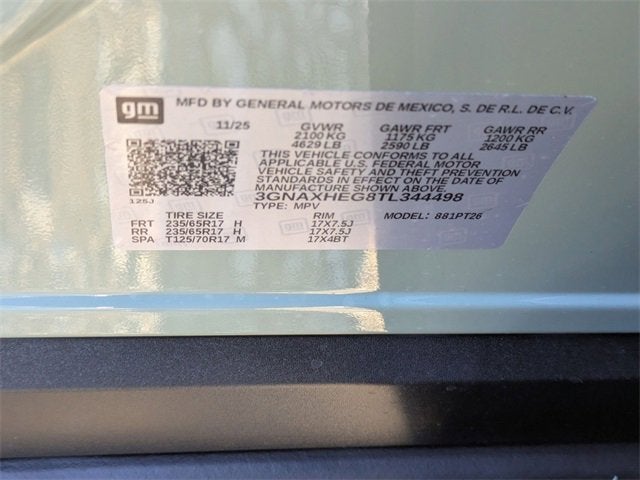 gm MFD BY GENERAL MOTORS DE MEXICO, S. DE R.L. DE C.V.
11/25 GVWR GAWR FRT GAWR RR
2100 KG 1175 KG 1200 KG
4629 LB 2590 LB 2645 LB
THIS VEHICLE CONFORMS TO ALL
APPLICABLE U.S. FEDERAL MOTOR
VEHICLE SAFETY AND THEFT PREVENTION
STANDARDS IN EFFECT ON THE DATE OF
MANUFACTURE SHOWN ABOVE.
125J 3GNAXHEG8TL344498
TYPE: MPV MODEL: 881PT26
TIRE SIZE RIM
FRT 235/65R17 H 17X7.5J
RR 235/65R17 H 17X7.5J
SPA T125/70R17 M 17X4BT